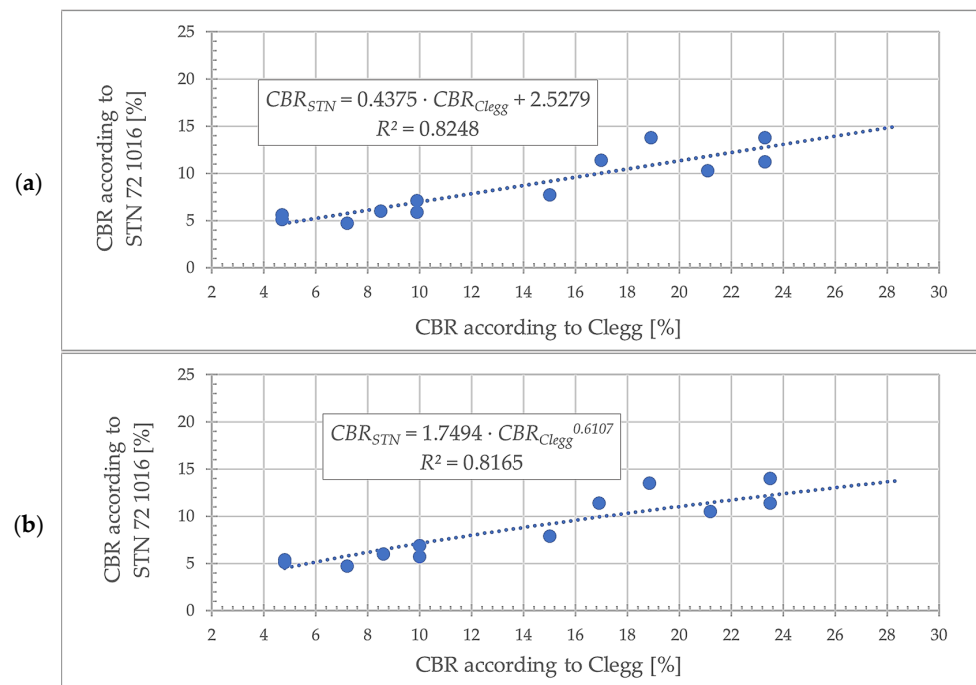 (a)
CBR according to
STN 72 1016 [%]
25
20
15
10
5
0
CBR_STN = 0.4375 · CBR_Clegg + 2.5279
R² = 0.8248
2 4 6 8 10 12 14 16 18 20 22 24 26 28 30
CBR according to Clegg [%]
(b)
CBR according to
STN 72 1016 [%]
25
20
15
10
5
0
CBR_STN = 1.7494 · CBR_Clegg^0.6107
R² = 0.8165
2 4 6 8 10 12 14 16 18 20 22 24 26 28 30
CBR according to Clegg [%]